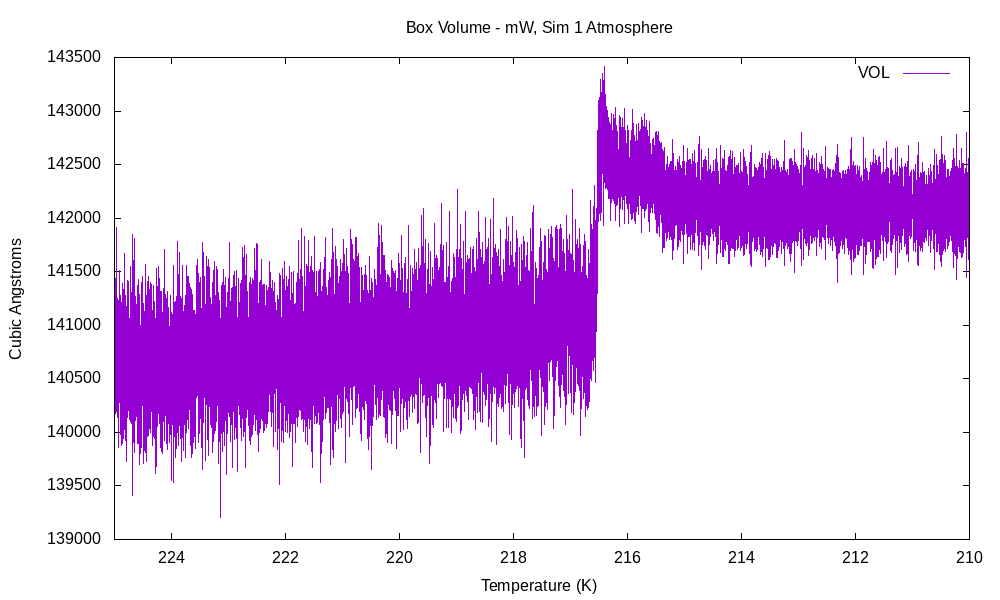 Box Volume - mW, Sim 1 Atmosphere
VOL
143500
143000
142500
142000
141500
141000
140500
140000
139500
139000
Cubic Angstroms
224 222 220 218 216 214 212 210
Temperature (K)